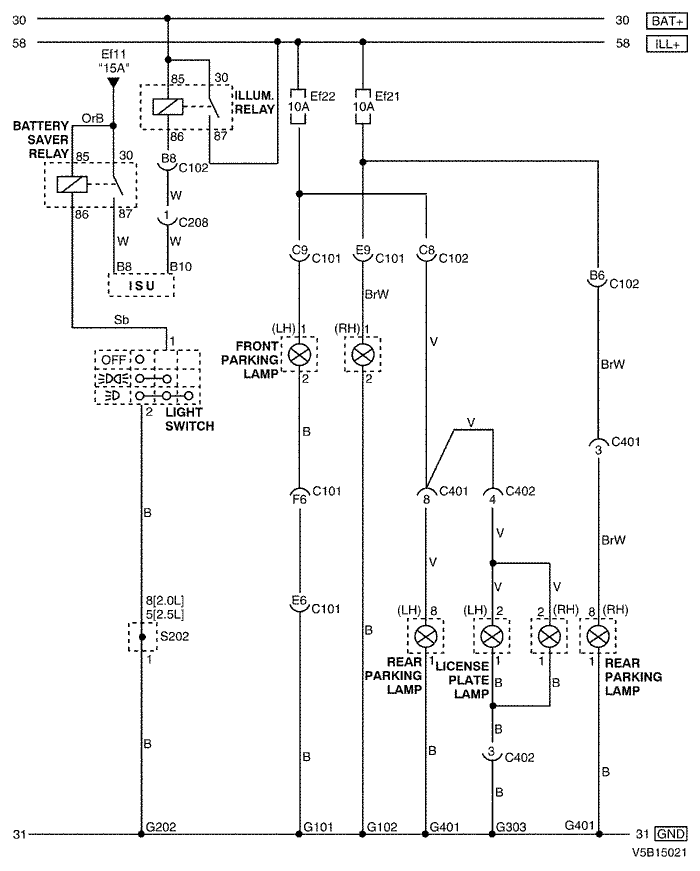 30 30 BAT+
58 58 ILL+
Ef11
"15A"
85 30
ILLUM.
RELAY
Ef22
10A
Ef21
10A
OrB
86 87
BATTERY
SAVER
RELAY
85 30
B8 C102
W
86 87
1 C208
W W
B8 B10
ISU
C9 C101
E9 C101
C8 C102
B6 C102
BrW
Sb
1
(LH) 1
(RH) 1
V
FRONT
PARKING
LAMP
2 2
OFF
BrW
2 LIGHT
SWITCH
B
V
C401
3
F6 C101
8 C401
4 C402
B
V
BrW
V
E6 C101
V V
8[2.0L]
5[2.5L]
(LH) 8
(LH) 2
2 (RH)
8 (RH)
S202
B
1
1 1 1 1
REAR
PARKING
LAMP
LICENSE
PLATE
LAMP
REAR
PARKING
LAMP
B B
B
B
B
B
3 C402
B
B
B
31 G202 G101 G102 G401 G303 G401 31 GND
V5B15021